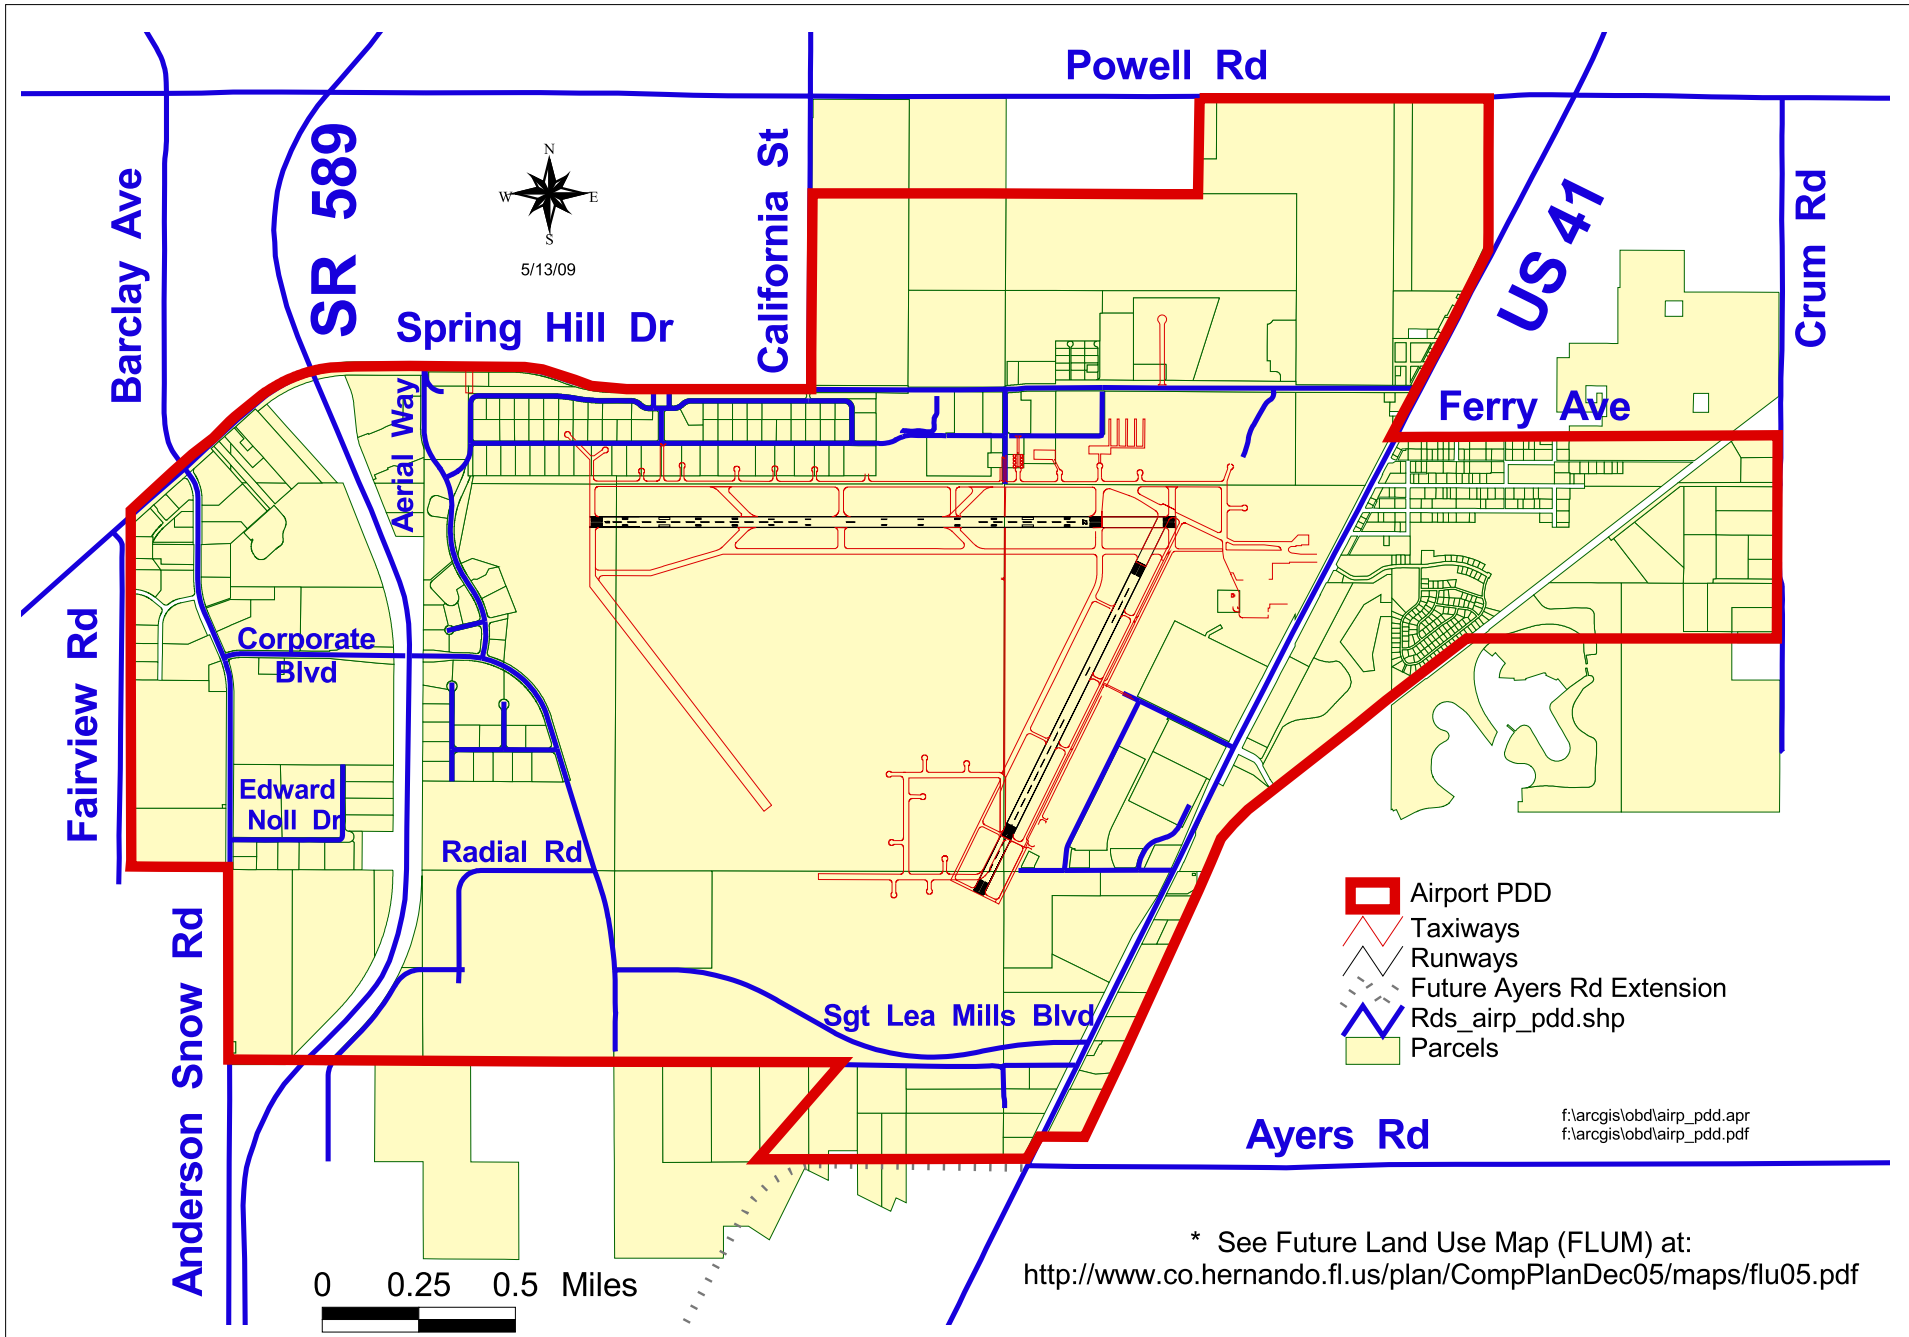 Powell Rd
Barclay Ave
SR 589
N
W E
S
5/13/09
California St
US 41
Crum Rd
Spring Hill Dr
Aerial Way
Ferry Ave
Fairview Rd
Corporate
Blvd
Edward
Noll Dr
Radial Rd
Anderson Snow Rd
Sgt Lea Mills Blvd
Airport PDD
Taxiways
Runways
Future Ayers Rd Extension
Rds_airp_pdd.shp
Parcels
Ayers Rd
f:\arcgis\obd\airp_pdd.apr
f:\arcgis\obd\airp_pdd.pdf
* See Future Land Use Map (FLUM) at:
http://www.co.hernando.fl.us/plan/CompPlanDec05/maps/flu05.pdf
0 0.25 0.5 Miles